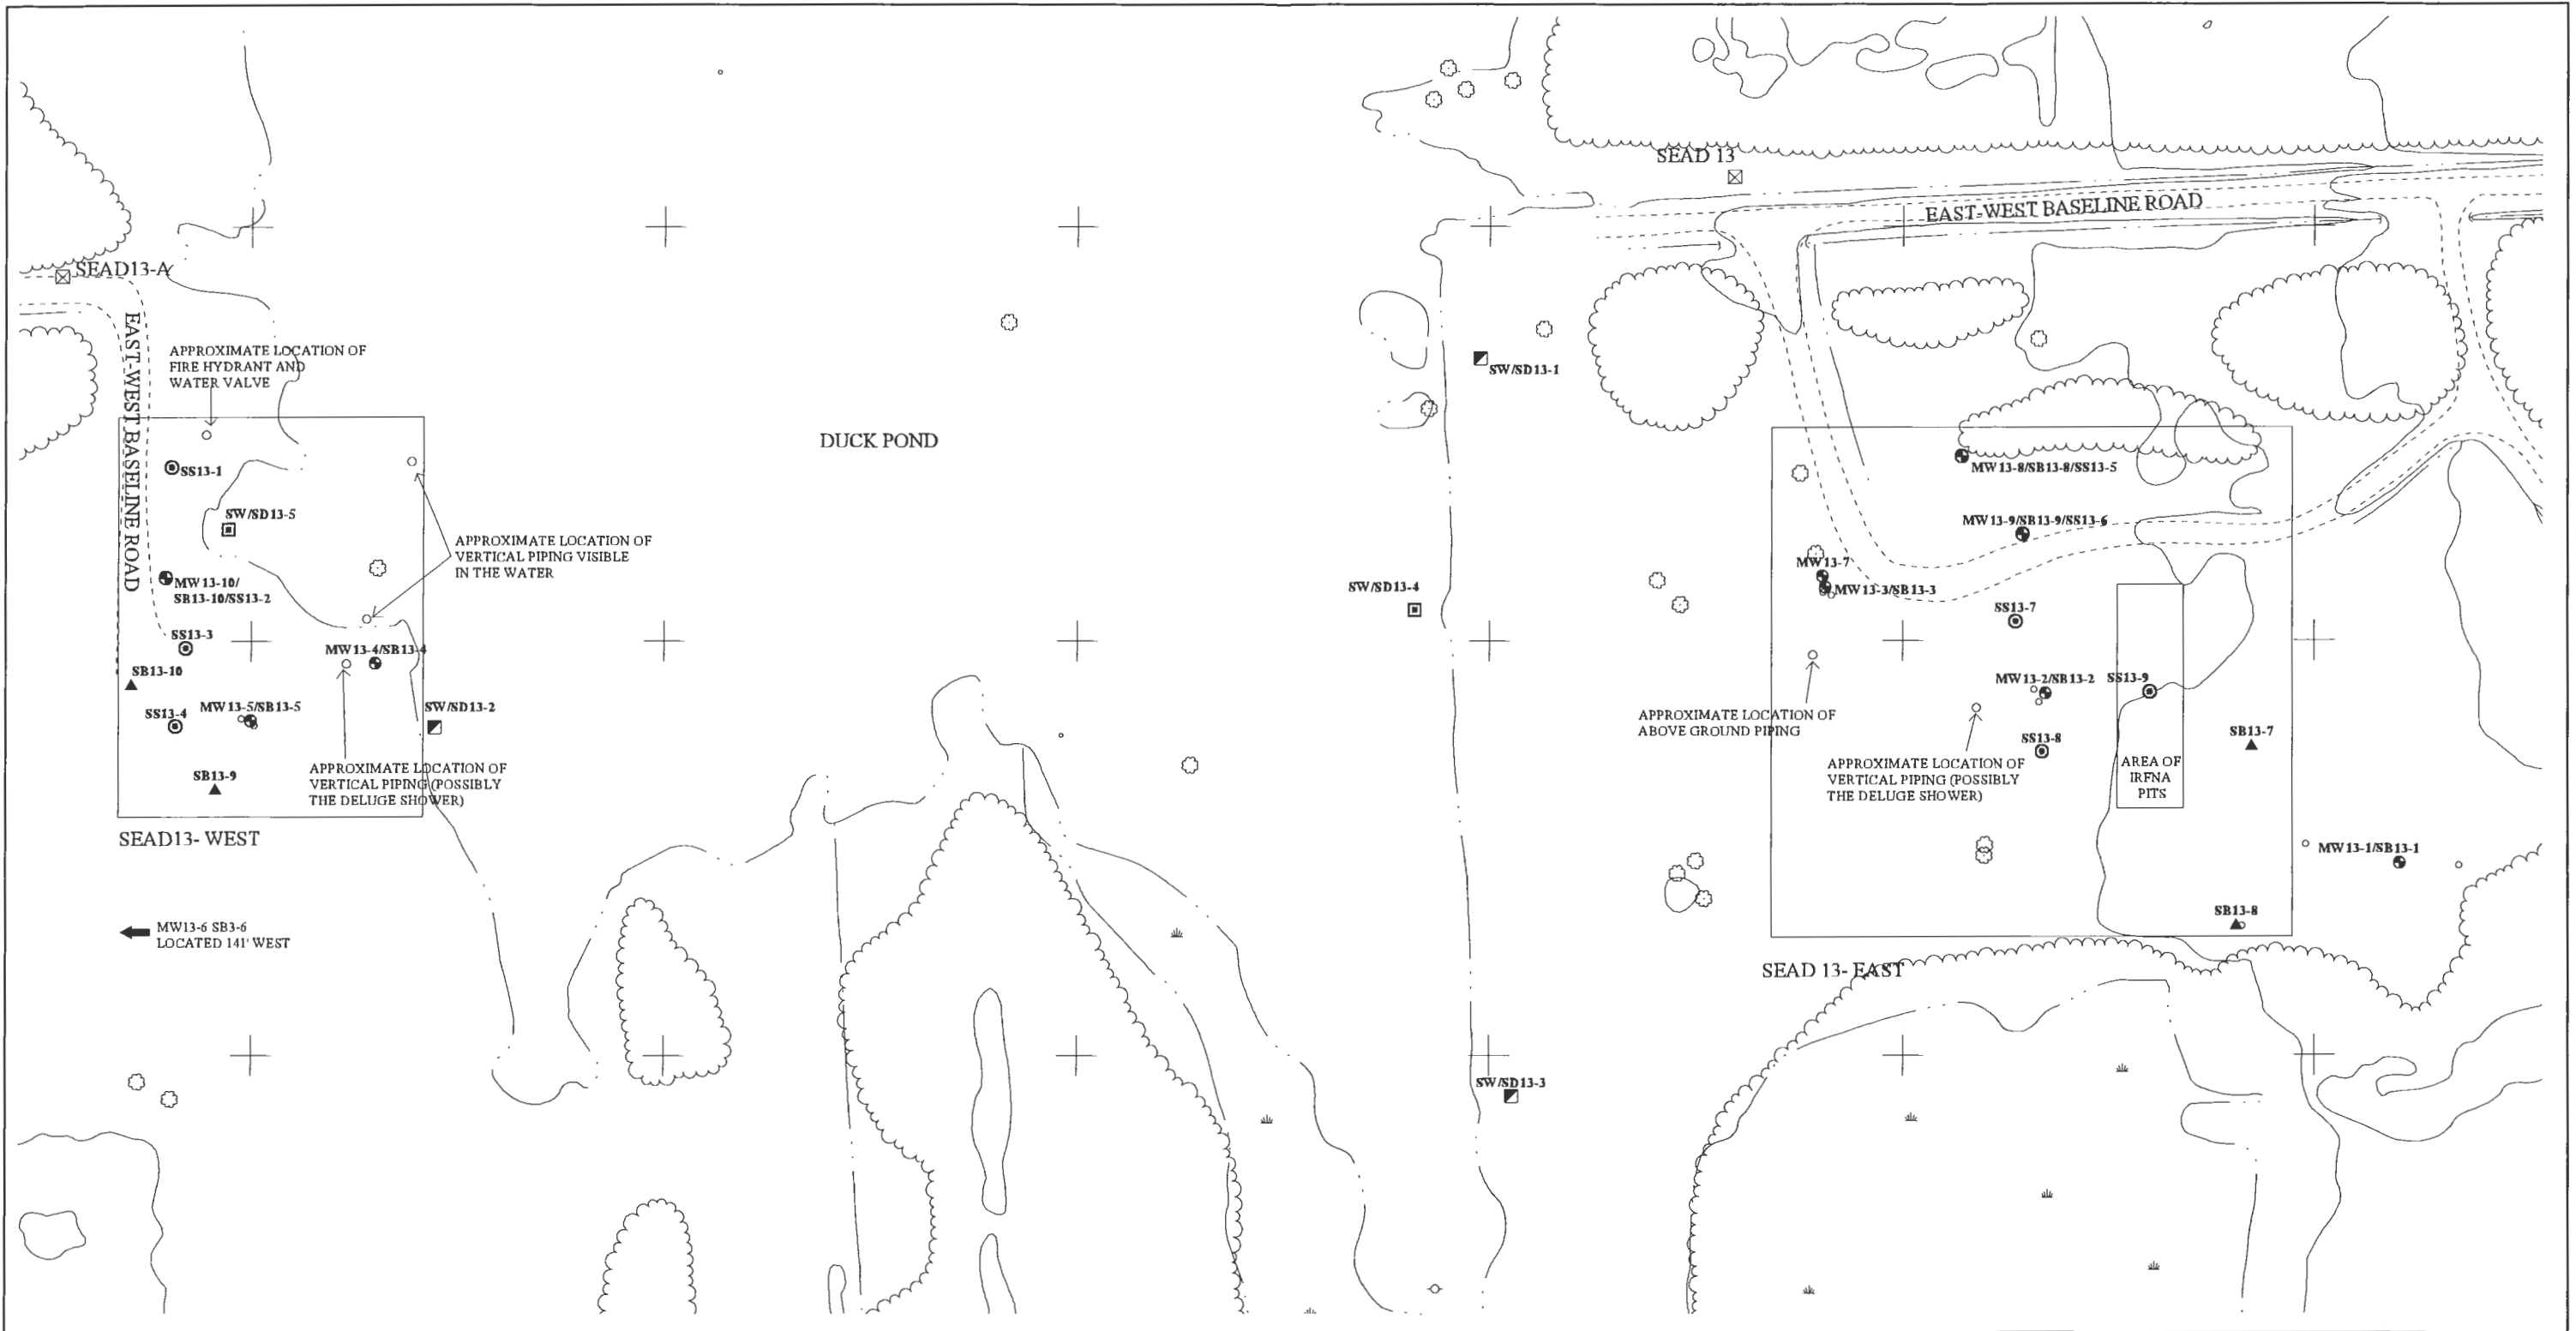 SEAD 13
EAST-WEST BASELINE ROAD
SEAD13-A
EAST-WEST BASELINE ROAD
APPROXIMATE LOCATION OF
FIRE HYDRANT AND
WATER VALVE
SS13-1
SW/SD13-5
APPROXIMATE LOCATION OF
VERTICAL PIPING VISIBLE
IN THE WATER
MW13-10/
SB13-10/SS13-2
SS13-3
MW13-4/SB13-4
SB13-10
SS13-4
MW13-5/SB13-5
SW/SD13-2
SB13-9
APPROXIMATE LOCATION OF
VERTICAL PIPING (POSSIBLY
THE DELUGE SHOWER)
SEAD13- WEST
MW13-6 SB3-6
LOCATED 141' WEST
DUCK POND
SW/SD13-1
SW/SD13-4
SW/SD13-3
MW13-8/SB13-8/SS13-5
MW13-9/SB13-9/SS13-6
MW13-7
MW13-3/SB13-3
SS13-7
MW13-2/SB13-2
SS13-9
APPROXIMATE LOCATION OF
ABOVE GROUND PIPING
SS13-8
SB13-7
APPROXIMATE LOCATION OF
VERTICAL PIPING (POSSIBLY
THE DELUGE SHOWER)
AREA OF
IRFNA
PITS
MW13-1/SB13-1
SB13-8
SEAD 13- EAST